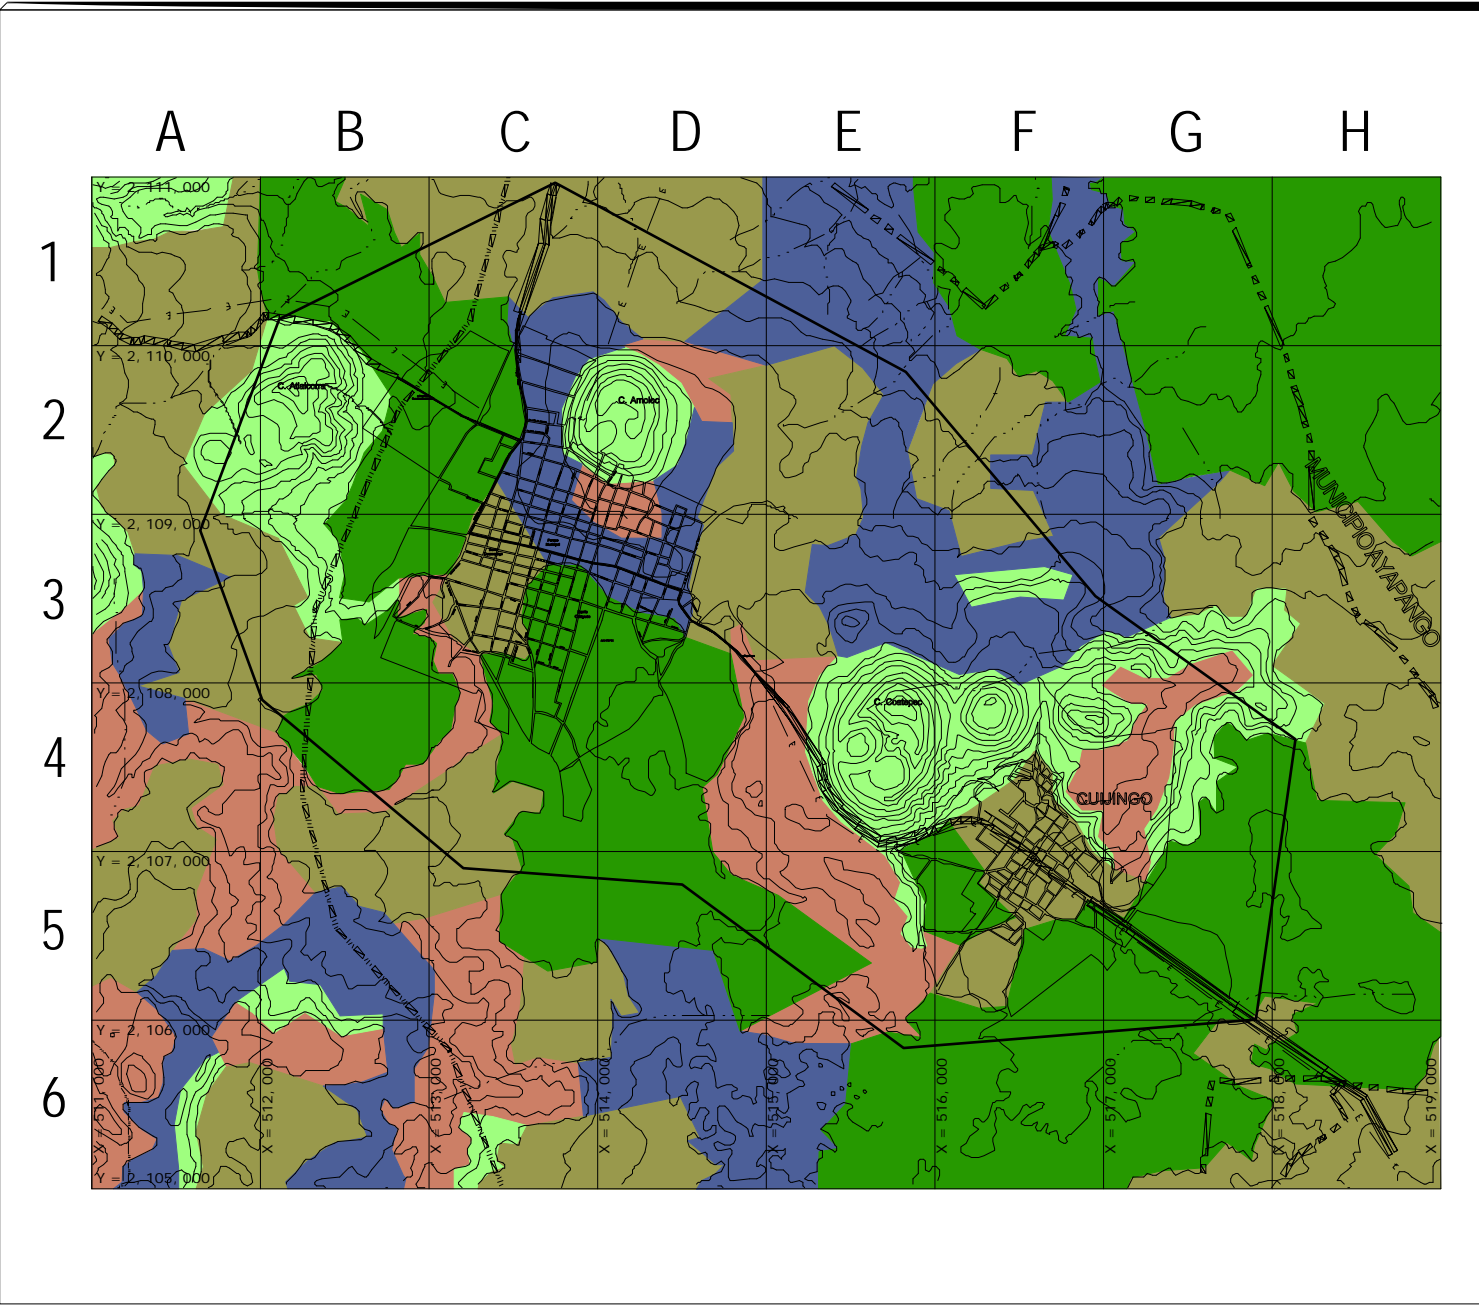 A B C D E F G H
Y = 2, 111, 000
1
Y = 2, 110, 000
C. Amolec
2
MUNICIPIO AYAPANGO
Y = 2, 109, 000
3
Y = 2, 108, 000
C. Coatepec
4
CUIJINGO
Y = 2, 107, 000
5
Y = 2, 106, 000
X = 511, 000
X = 512, 000
X = 513, 000
X = 514, 000
X = 515, 000
X = 516, 000
X = 517, 000
X = 518, 000
X = 519, 000
6
Y = 2, 105, 000